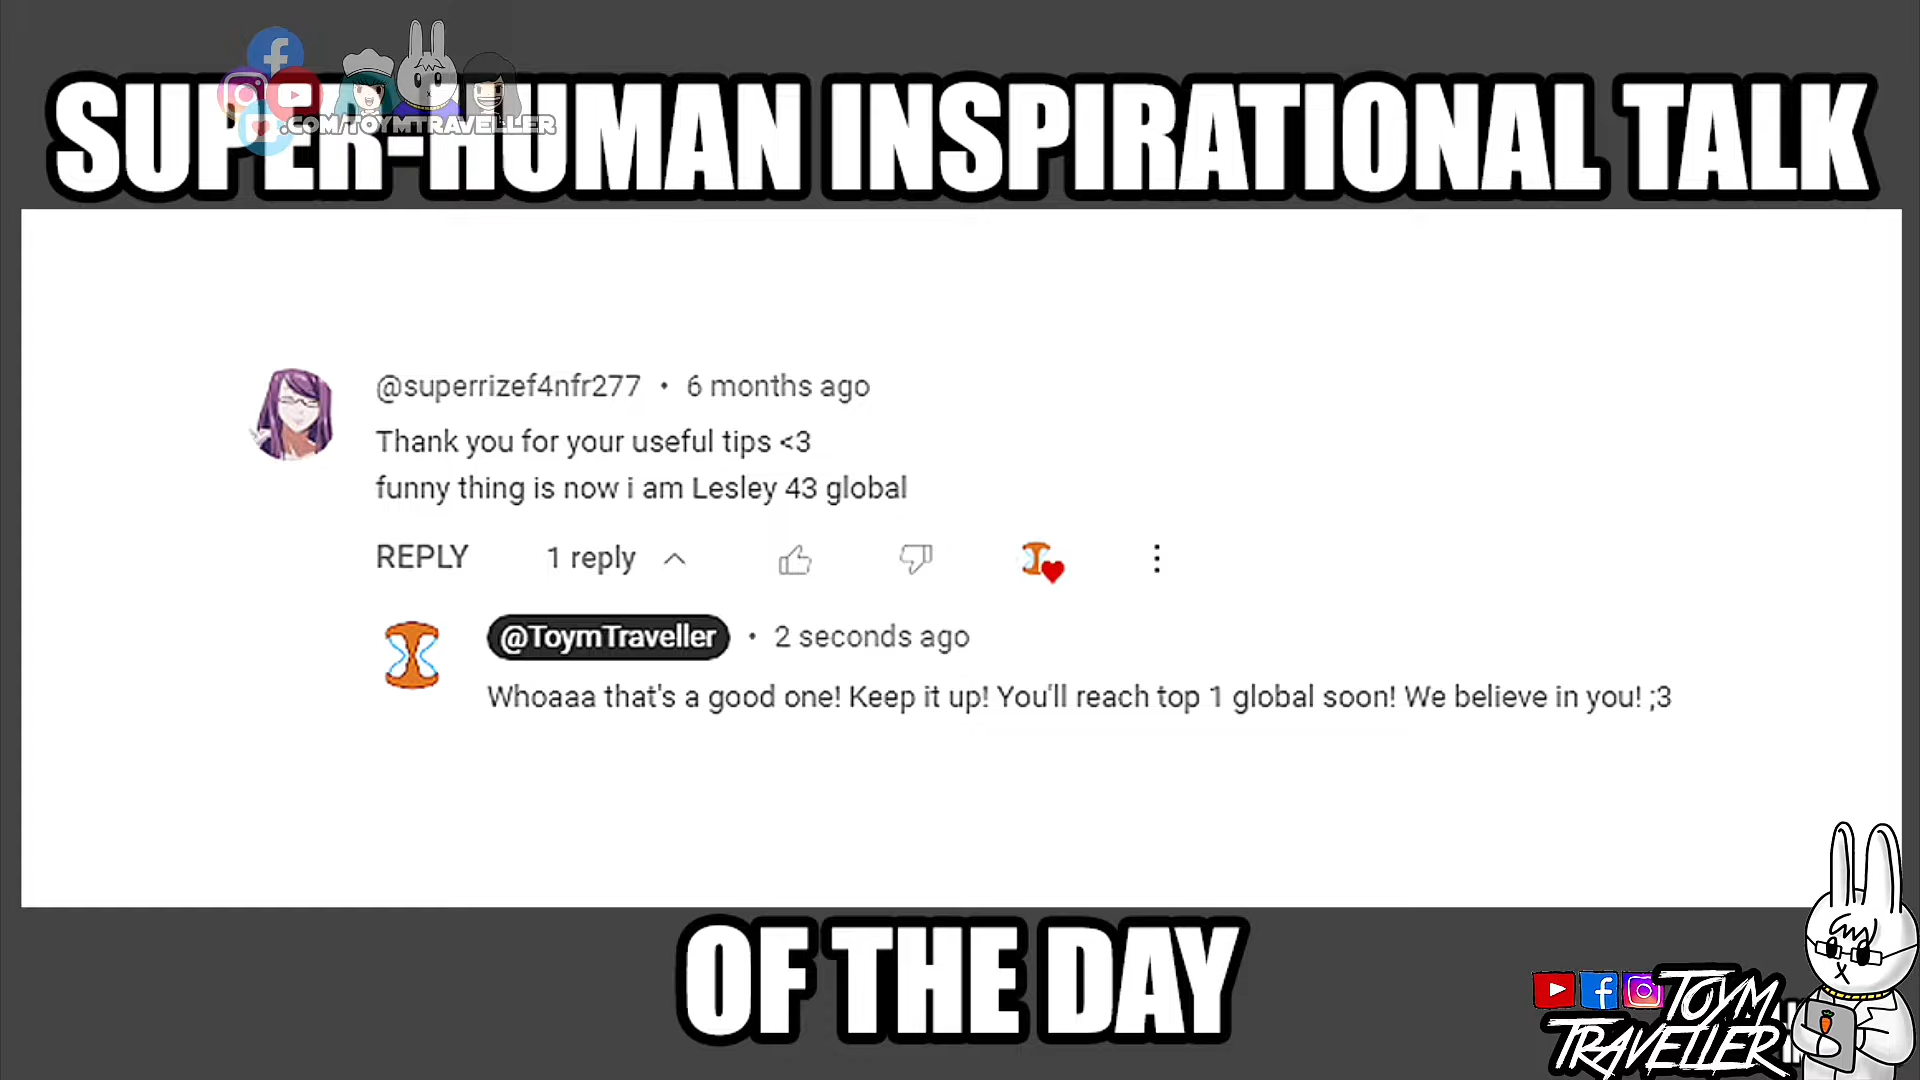 SUPER-HUMAN INSPIRATIONAL TALK
.COM/TOYMTRAVELLER
@superrizef4nfr277 • 6 months ago
Thank you for your useful tips <3
funny thing is now i am Lesley 43 global
REPLY 1 reply
@ToymTraveller • 2 seconds ago
Whoaaa that's a good one! Keep it up! You'll reach top 1 global soon! We believe in you! ;3
OF THE DAY
TOYM
TRAVELLER